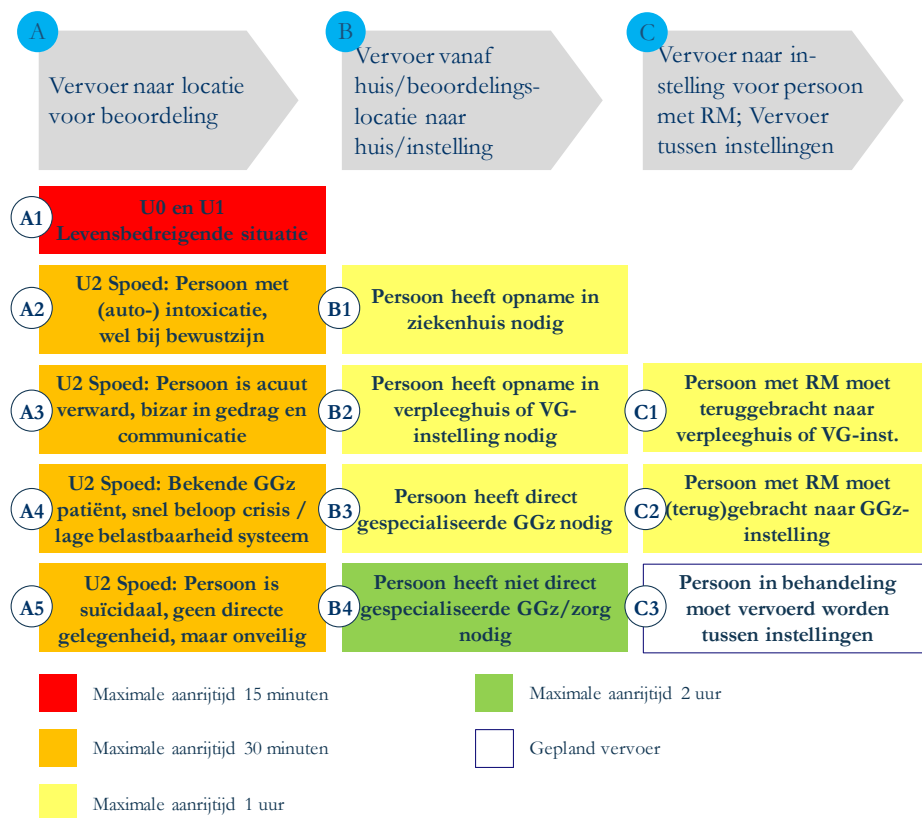 A
Vervoer naar locatie
voor beoordeling
B
Vervoer vanaf
huis/beoordelings-
locatie naar
huis/instelling
C
Vervoer naar in-
stelling voor persoon
met RM; Vervoer
tussen instellingen
A1
U0 en U1
Levensbedreigende situatie
A2
U2 Spoed: Persoon met
(auto-) intoxicatie,
wel bij bewustzijn
B1
Persoon heeft opname in
ziekenhuis nodig
A3
U2 Spoed: Persoon is acuut
verward, bizar in gedrag en
communicatie
B2
Persoon heeft opname in
verpleeghuis of VG-
instelling nodig
C1
Persoon met RM moet
teruggebracht naar
verpleeghuis of VG-inst.
A4
U2 Spoed: Bekende GGz
patiënt, snel beloop crisis /
lage belastbaarheid systeem
B3
Persoon heeft direct
gespecialiseerde GGz nodig
C2
Persoon met RM moet
(terug)gebracht naar GGz-
instelling
A5
U2 Spoed: Persoon is
suïcidaal, geen directe
gelegenheid, maar onveilig
B4
Persoon heeft niet direct
gespecialiseerde GGz/zorg
nodig
C3
Persoon in behandeling
moet vervoerd worden
tussen instellingen
Maximale aanrijtijd 15 minuten
Maximale aanrijtijd 30 minuten
Maximale aanrijtijd 1 uur
Maximale aanrijtijd 2 uur
Gepland vervoer